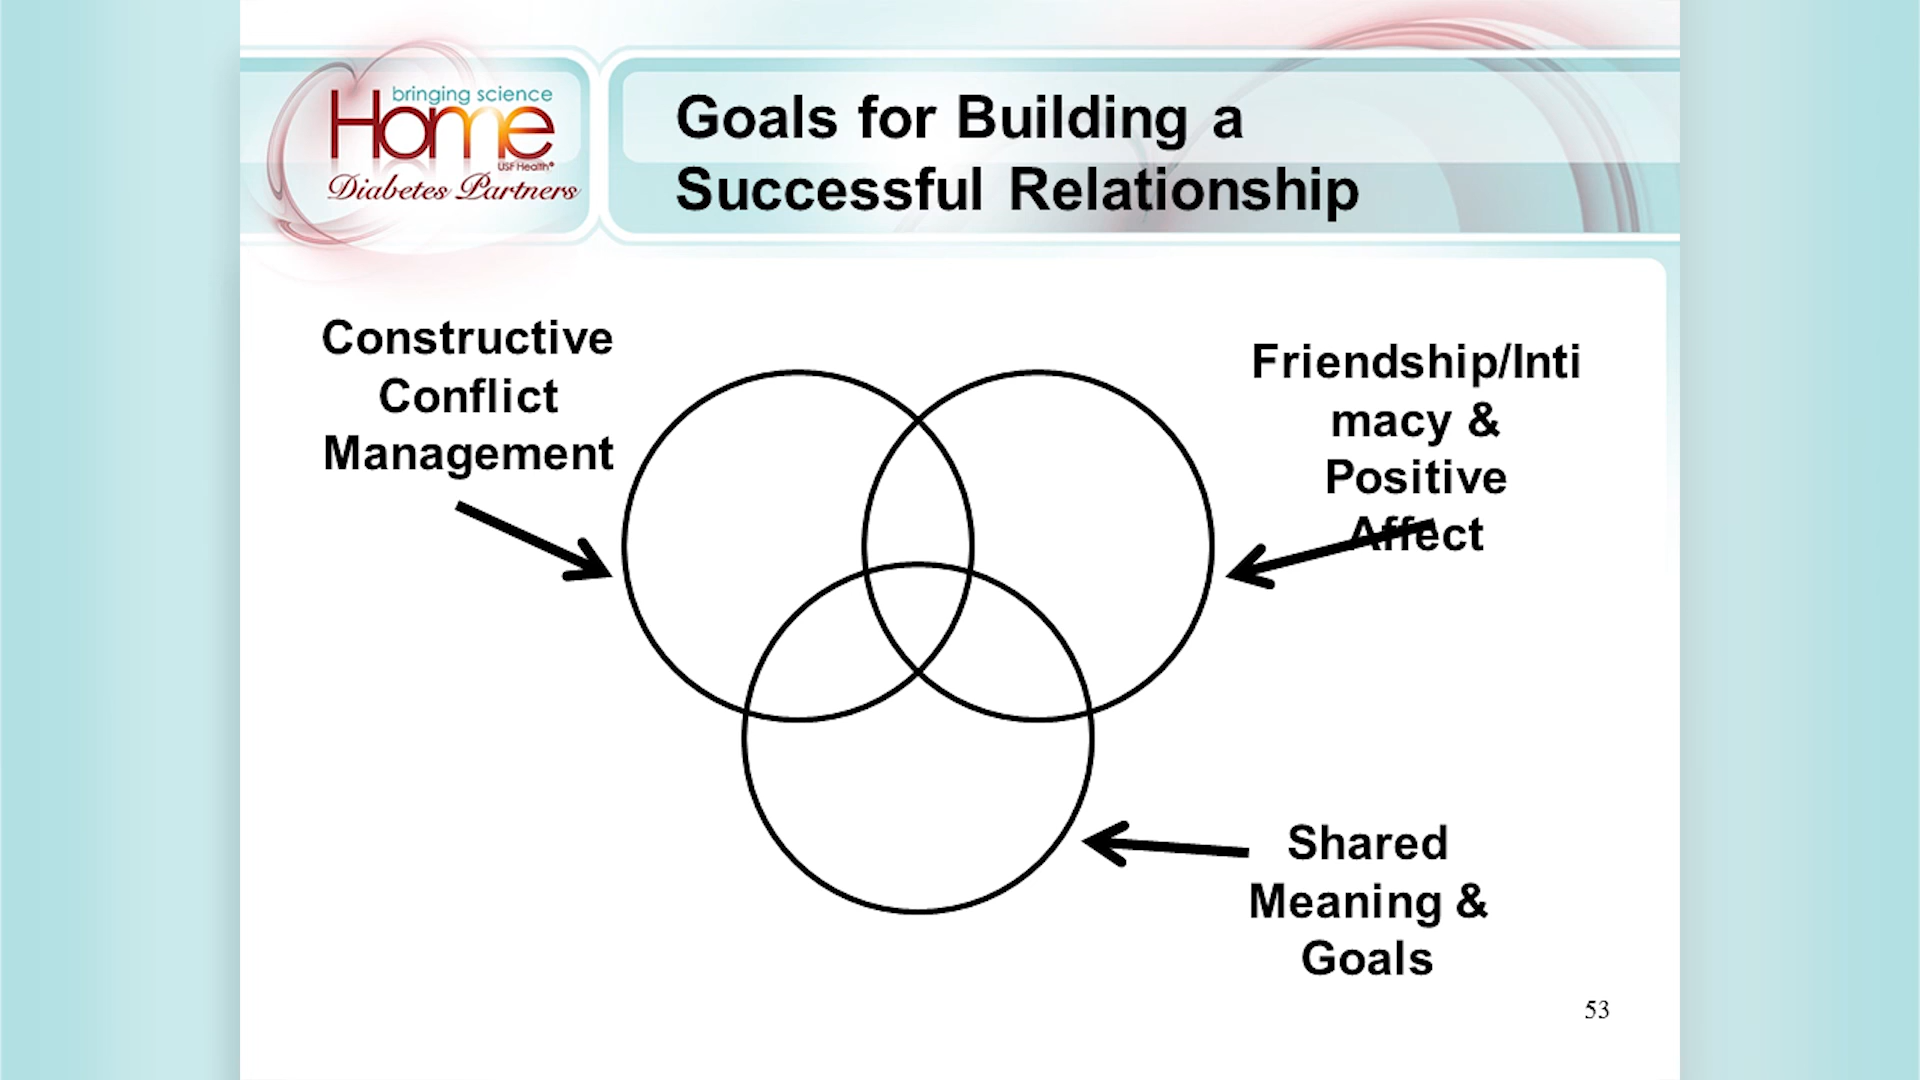 bringing science
Home
USF Health®
Diabetes Partners
Goals for Building a
Successful Relationship
Constructive
Conflict
Management
Friendship/Inti
macy &
Positive
Affect
Shared
Meaning &
Goals
53